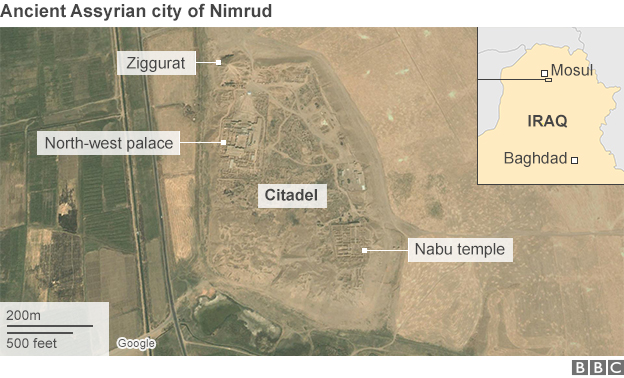 Ancient Assyrian city of Nimrud
Ziggurat
Mosul
IRAQ
North-west palace
Baghdad
Citadel
Nabu temple
200m
500 feet
Google
BBC